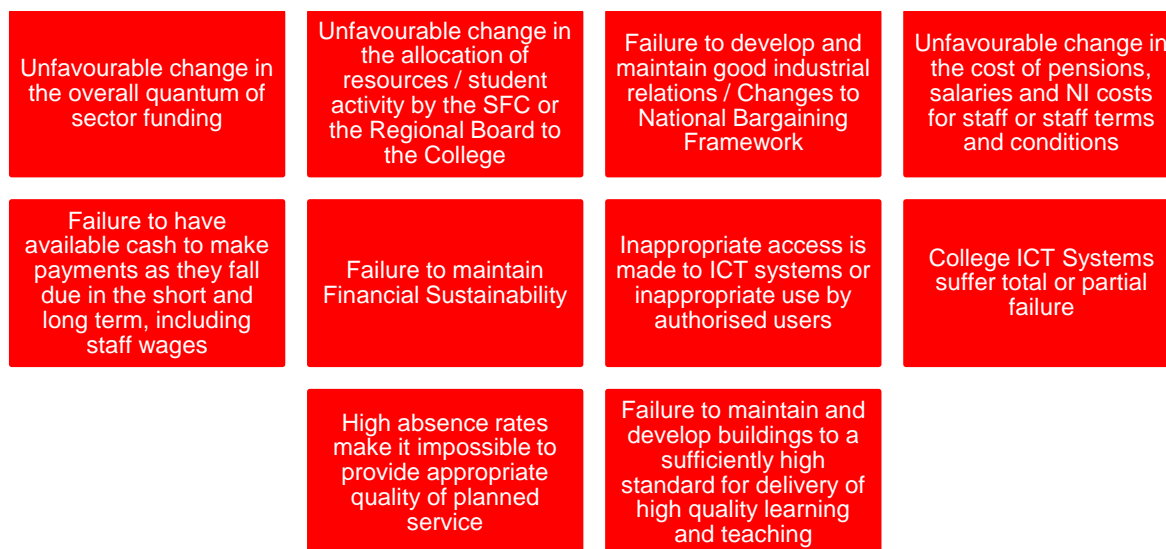 Unfavourable change in
the overall quantum of
sector funding
Unfavourable change in
the allocation of
resources / student
activity by the SFC or
the Regional Board to
the College
Failure to develop and
maintain good industrial
relations / Changes to
National Bargaining
Framework
Unfavourable change in
the cost of pensions,
salaries and NI costs
for staff or staff terms
and conditions
Failure to have
available cash to make
payments as they fall
due in the short and
long term, including
staff wages
Failure to maintain
Financial Sustainability
Inappropriate access is
made to ICT systems or
inappropriate use by
authorised users
College ICT Systems
suffer total or partial
failure
High absence rates
make it impossible to
provide appropriate
quality of planned
service
Failure to maintain and
develop buildings to a
sufficiently high
standard for delivery of
high quality learning
and teaching